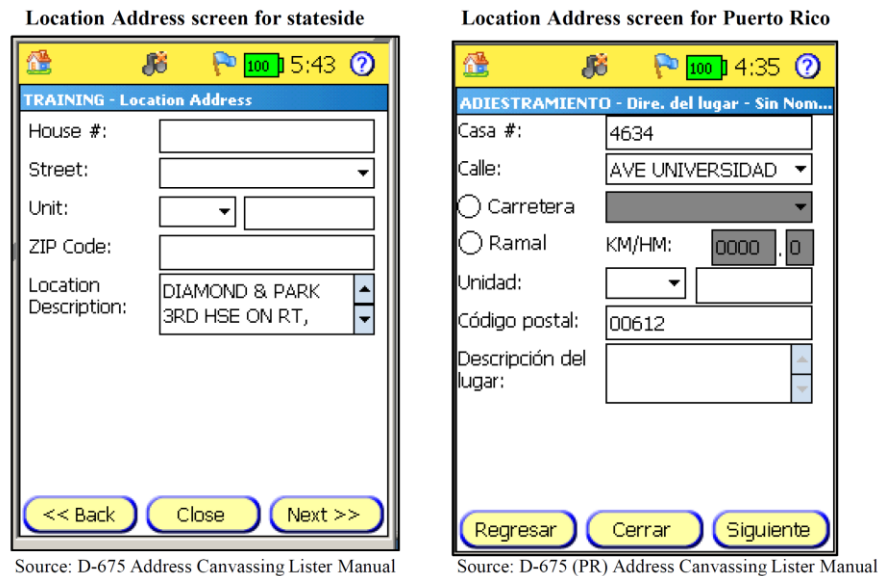 Location Address screen for stateside
100 5:43 ?
TRAINING - Location Address
House #:
Street:
Unit:
ZIP Code:
Location
Description:
DIAMOND & PARK
3RD HSE ON RT,
<< Back
Close
Next >>
Source: D-675 Address Canvassing Lister Manual
Location Address screen for Puerto Rico
100 4:35 ?
ADIESTRAMIENTO - Dire. del lugar - Sin Nom...
Casa #: 4634
Calle: AVE UNIVERSIDAD
Carretera
Ramal KM/HM: 0000 . 0
Unidad:
Código postal: 00612
Descripción del
lugar:
Regresar
Cerrar
Siguiente
Source: D-675 (PR) Address Canvassing Lister Manual